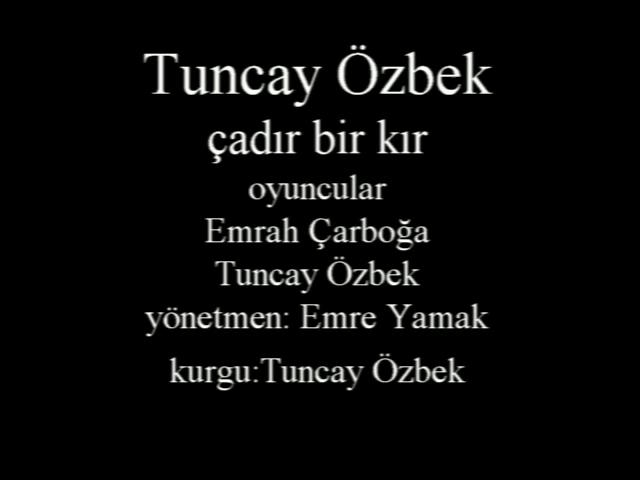 Tuncay Özbek
çadır bir kır
oyuncular
Emrah Çarboğa
Tuncay Özbek
yönetmen: Emre Yamak
kurgu:Tuncay Özbek